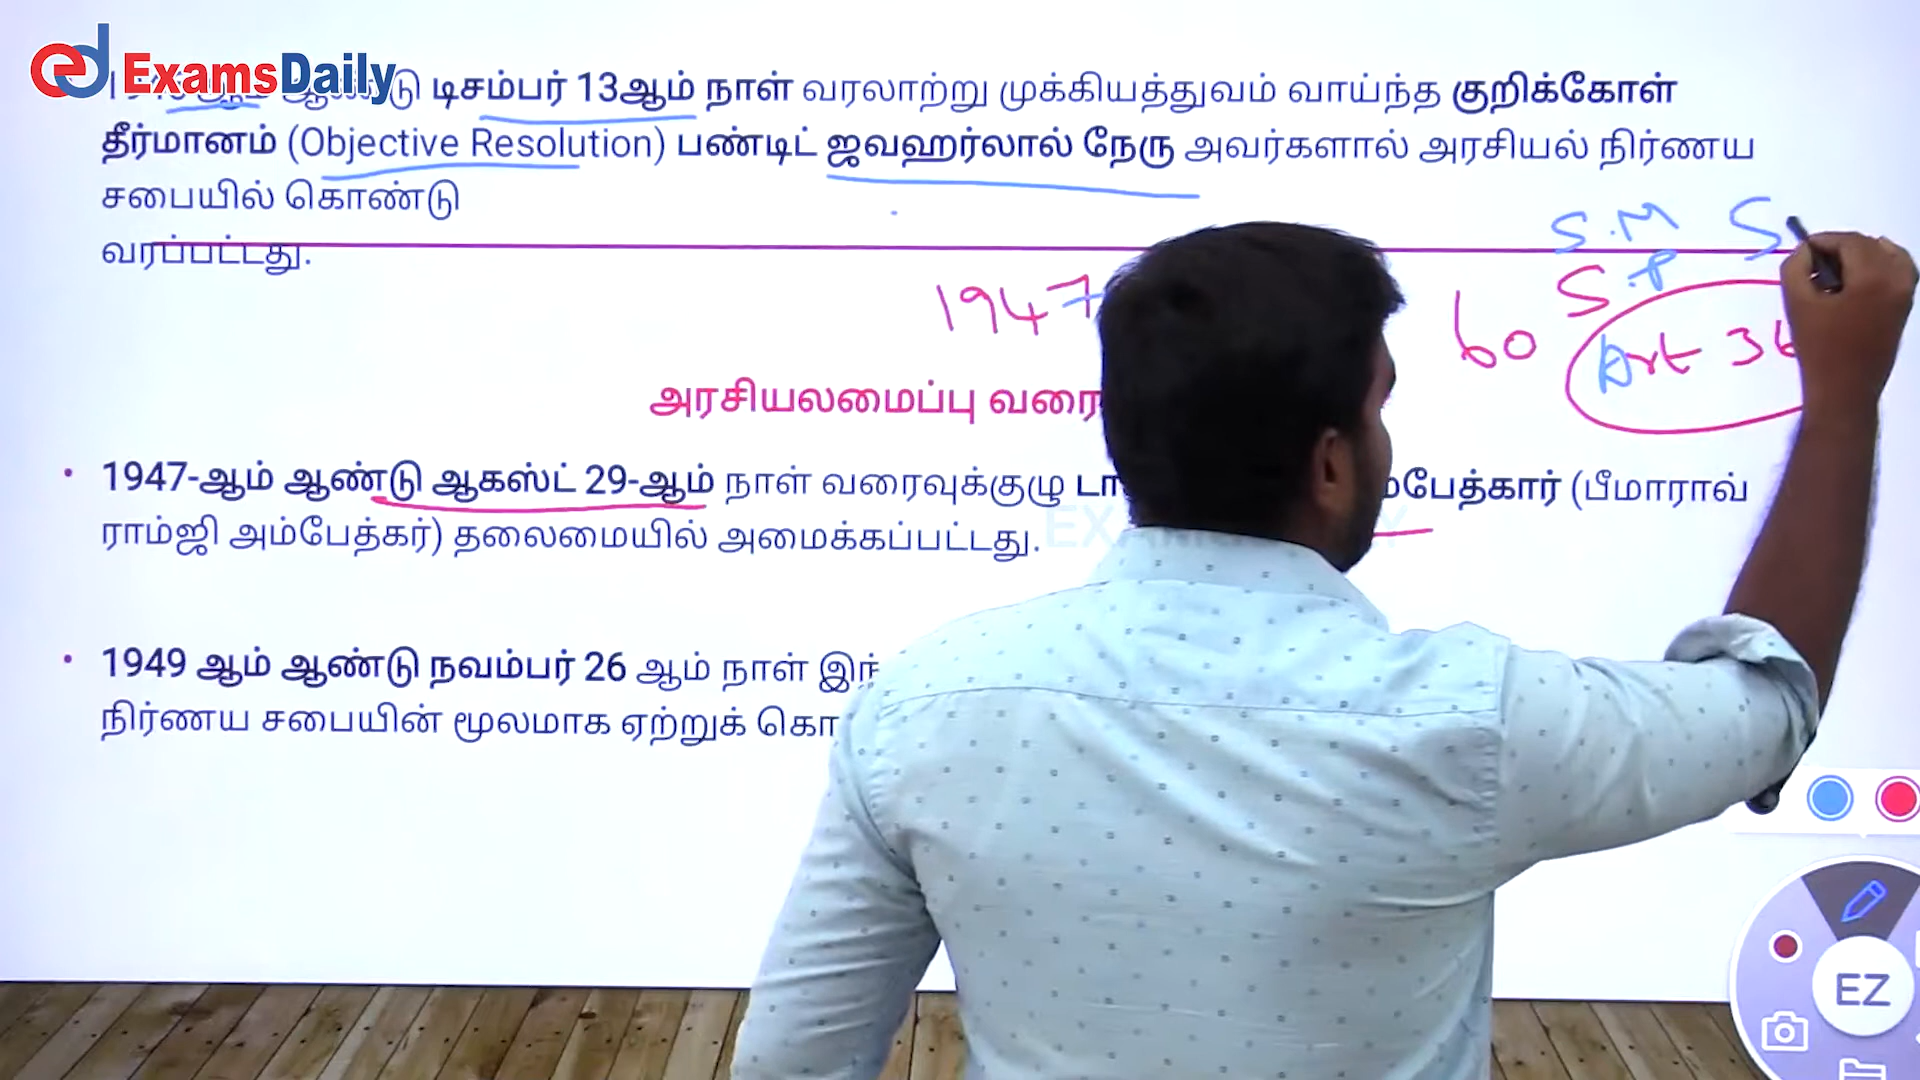 ExamsDaily
டிசம்பர் 13ஆம் நாள் வரலாற்று முக்கியத்துவம் வாய்ந்த குறிக்கோள்
தீர்மானம் (Objective Resolution) பண்டிட் ஜவஹர்லால் நேரு அவர்களால் அரசியல் நிர்ணய
சபையில் கொண்டு
வரப்பட்டது.
S.M S
S.P
1947
60
Art 36
அரசியலமைப்பு வரை
1947-ஆம் ஆண்டு ஆகஸ்ட் 29-ஆம் நாள் வரைவுக்குழு டா ம்பேத்கார் (பீமாராவ்
ராம்ஜி அம்பேத்கர்) தலைமையில் அமைக்கப்பட்டது.
1949 ஆம் ஆண்டு நவம்பர் 26 ஆம் நாள் இந்
நிர்ணய சபையின் மூலமாக ஏற்றுக் கொ
EZ